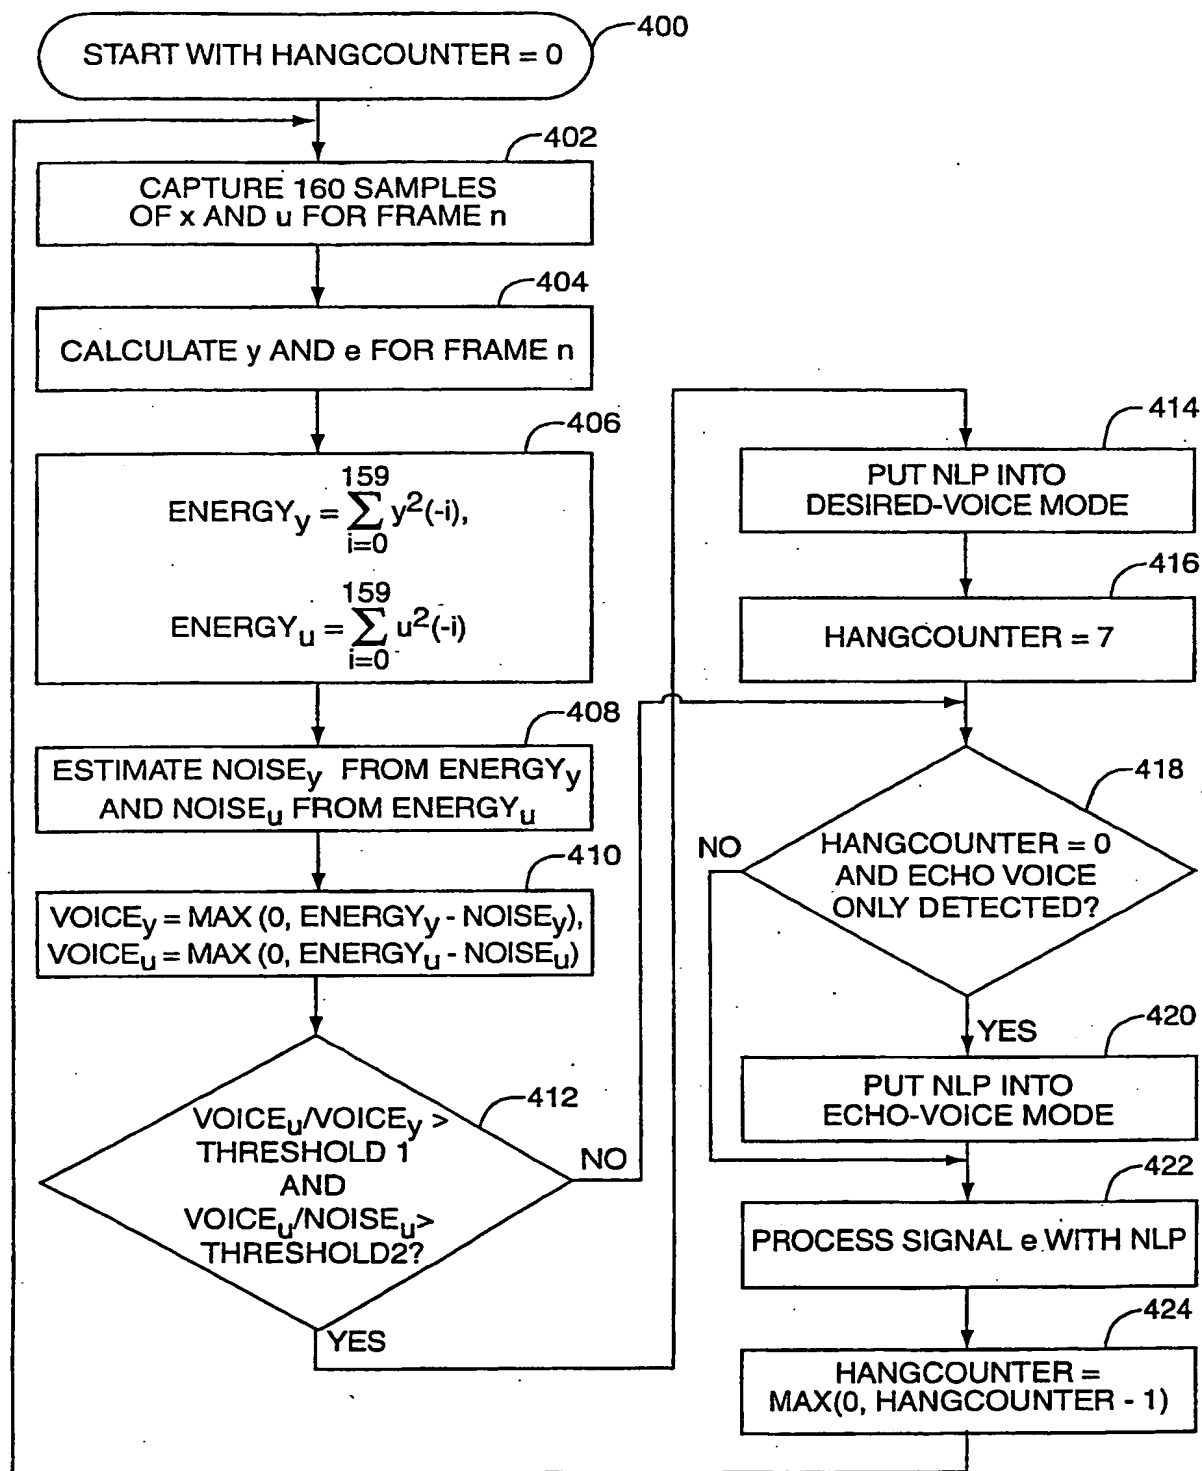 400
START WITH HANGCOUNTER = 0
402
CAPTURE 160 SAMPLES
OF x AND u FOR FRAME n
404
CALCULATE y AND e FOR FRAME n
406
159
ENERGYy = ∑ y²(-i),
i=0
159
ENERGYu = ∑ u²(-i)
i=0
408
ESTIMATE NOISEy FROM ENERGYy
AND NOISEu FROM ENERGYu
410
VOICEy = MAX (0, ENERGYy - NOISEy),
VOICEu = MAX (0, ENERGYu - NOISEu)
412
VOICEu/VOICEy >
THRESHOLD 1
AND
VOICEu/NOISEu>
THRESHOLD2?
NO
YES
414
PUT NLP INTO
DESIRED-VOICE MODE
416
HANGCOUNTER = 7
418
HANGCOUNTER = 0
AND ECHO VOICE
ONLY DETECTED?
NO
YES
420
PUT NLP INTO
ECHO-VOICE MODE
422
PROCESS SIGNAL e WITH NLP
424
HANGCOUNTER =
MAX(0, HANGCOUNTER - 1)